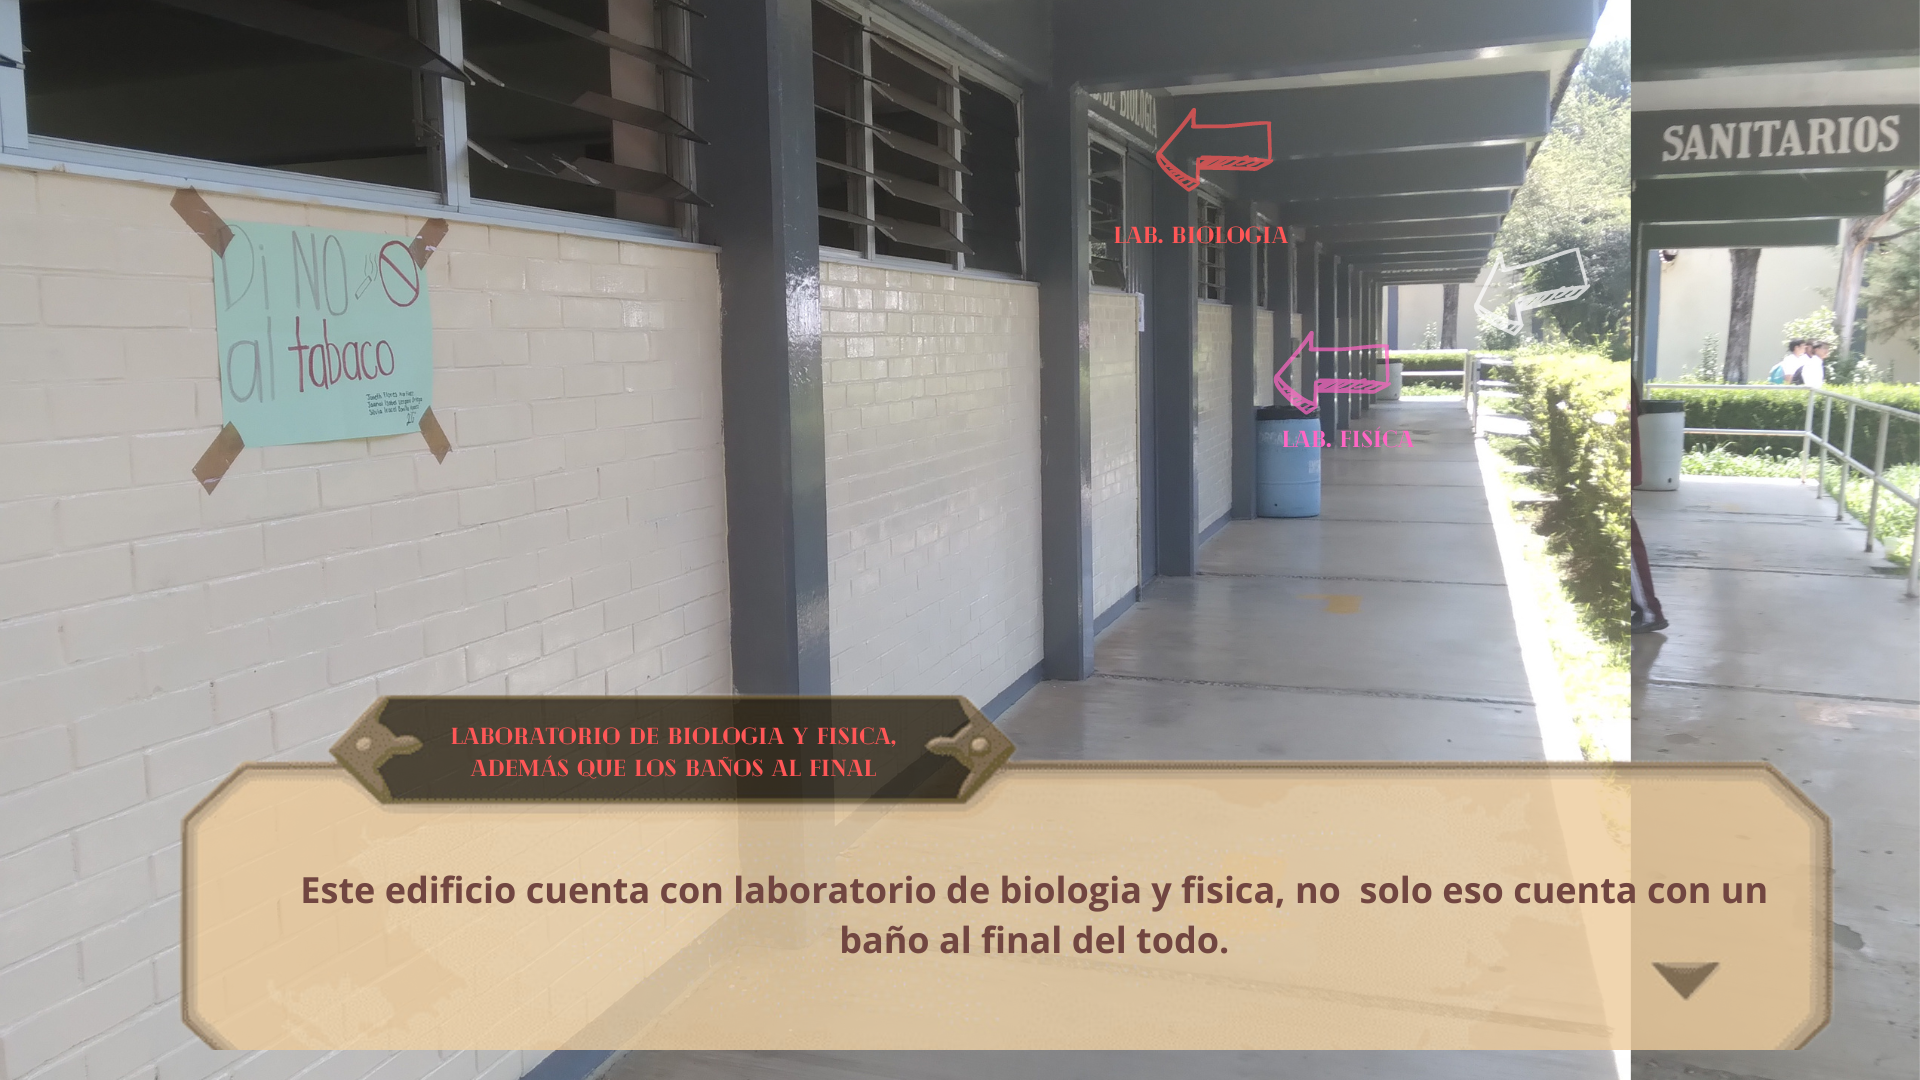 DE BIOLOGIA
SANITARIOS
LAB. BIOLOGIA
Di NO
al tabaco
LAB. FISICA
LABORATORIO DE BIOLOGIA Y FISICA,
ADEMÁS QUE LOS BAÑOS AL FINAL
Este edificio cuenta con laboratorio de biologia y fisica, no  solo eso cuenta con un
baño al final del todo.